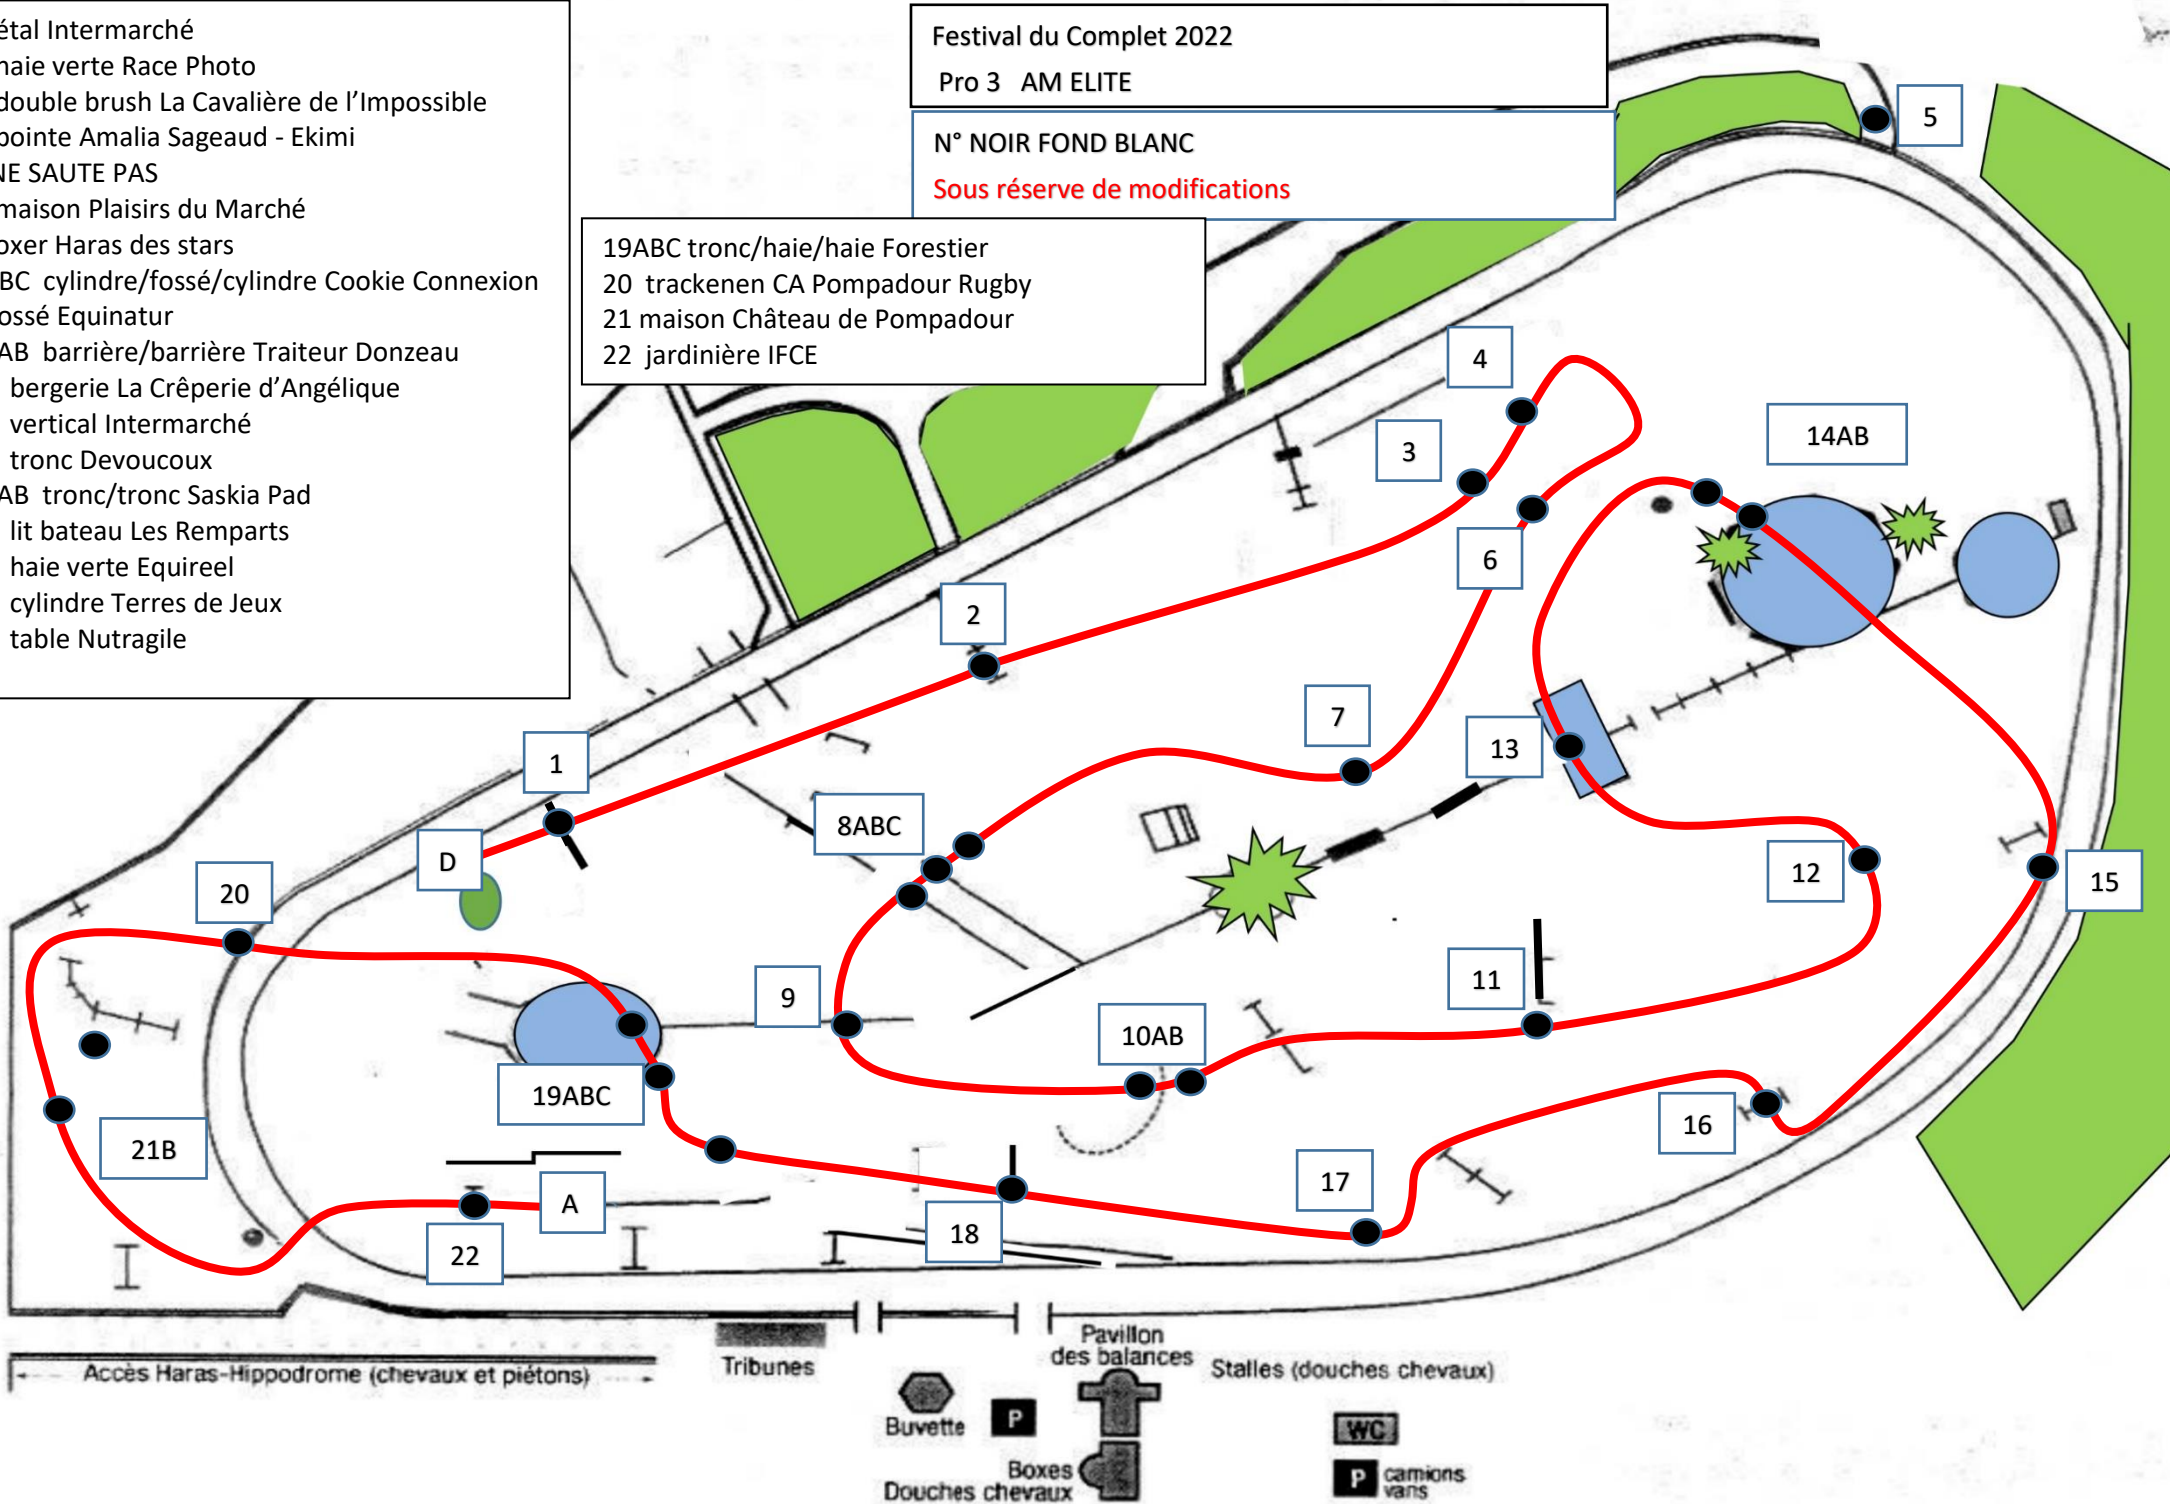 étal Intermarché
haie verte Race Photo
double brush La Cavalière de l'Impossible
pointe Amalia Sageaud - Ekimi
NE SAUTE PAS
maison Plaisirs du Marché
oxer Haras des stars
BC cylindre/fossé/cylindre Cookie Connexion
ossé Equinatur
AB barrière/barrière Traiteur Donzeau
bergerie La Crêperie d'Angélique
vertical Intermarché
tronc Devoucoux
AB tronc/tronc Saskia Pad
lit bateau Les Remparts
haie verte Equireel
cylindre Terres de Jeux
table Nutragile
Festival du Complet 2022
Pro 3 AM ELITE
N° NOIR FOND BLANC
Sous réserve de modifications
19ABC tronc/haie/haie Forestier
20 trackenen CA Pompadour Rugby
21 maison Château de Pompadour
22 jardinière IFCE
5
4
3
14AB
6
2
7
13
1
8ABC
D
12
15
20
11
9
10AB
19ABC
16
21B
17
A
18
22
Accès Haras-Hippodrome (chevaux et piétons)
Tribunes
Pavillon
des balances
Stalles (douches chevaux)
Buvette
P
WC
Boxes
Douches chevaux
P camions
vans